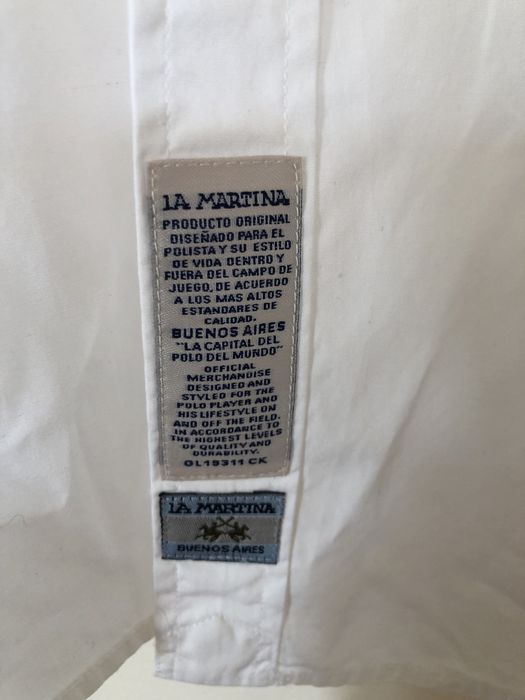 LA MARTINA
PRODUCTO ORIGINAL
DISEÑADO PARA EL
POLISTA Y SU ESTILO
DE VIDA DENTRO Y
FUERA DEL CAMPO DE
JUEGO, DE ACUERDO
A LOS MAS ALTOS
ESTANDARES DE
CALIDAD.
BUENOS AIRES
"LA CAPITAL DEL
POLO DEL MUNDO"
OFFICIAL
MERCHANDISE
DESIGNED AND
STYLED FOR THE
POLO PLAYER AND
HIS LIFESTYLE ON
AND OFF THE FIELD.
IN ACCORDANCE TO
THE HIGHEST LEVELS
OF QUALITY AND
DURABILITY.
OL19311 CK
LA MARTINA
BUENOS AIRES